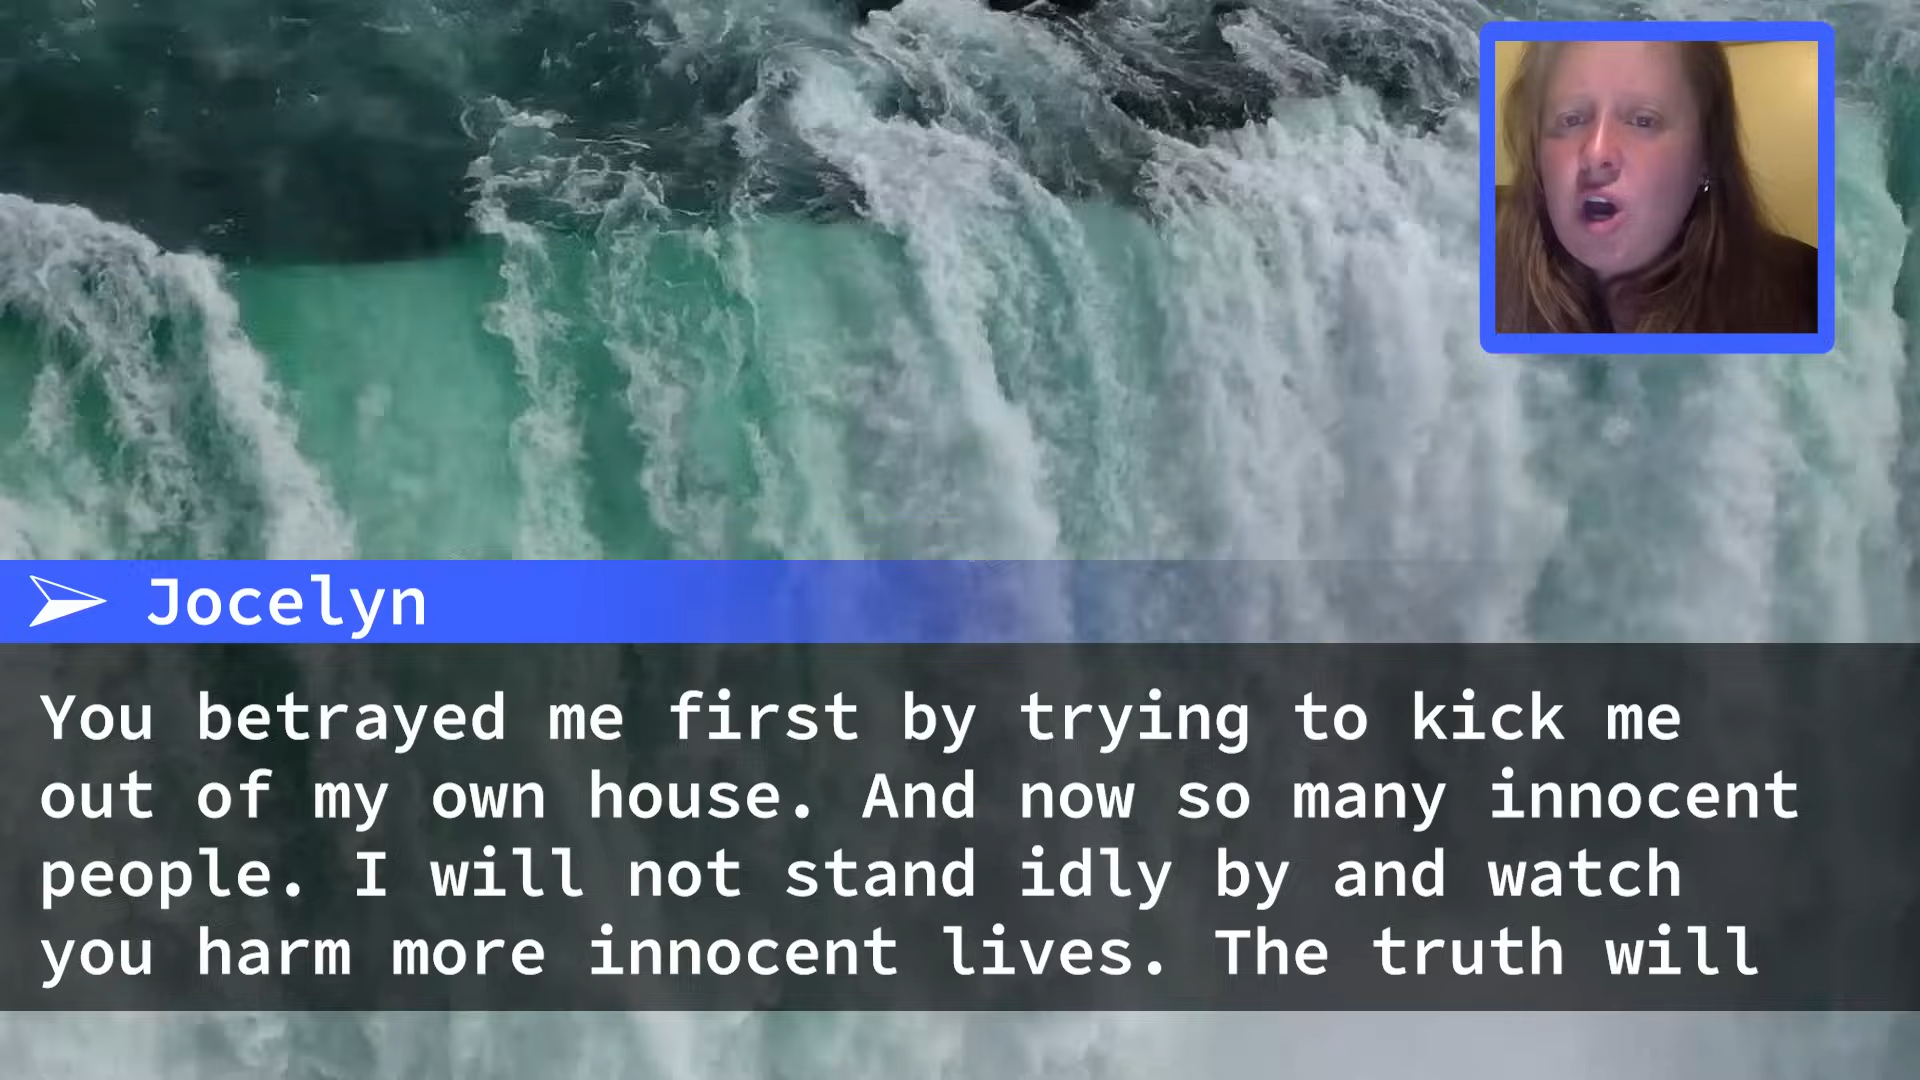 Jocelyn
You betrayed me first by trying to kick me
out of my own house. And now so many innocent
people. I will not stand idly by and watch
you harm more innocent lives. The truth will